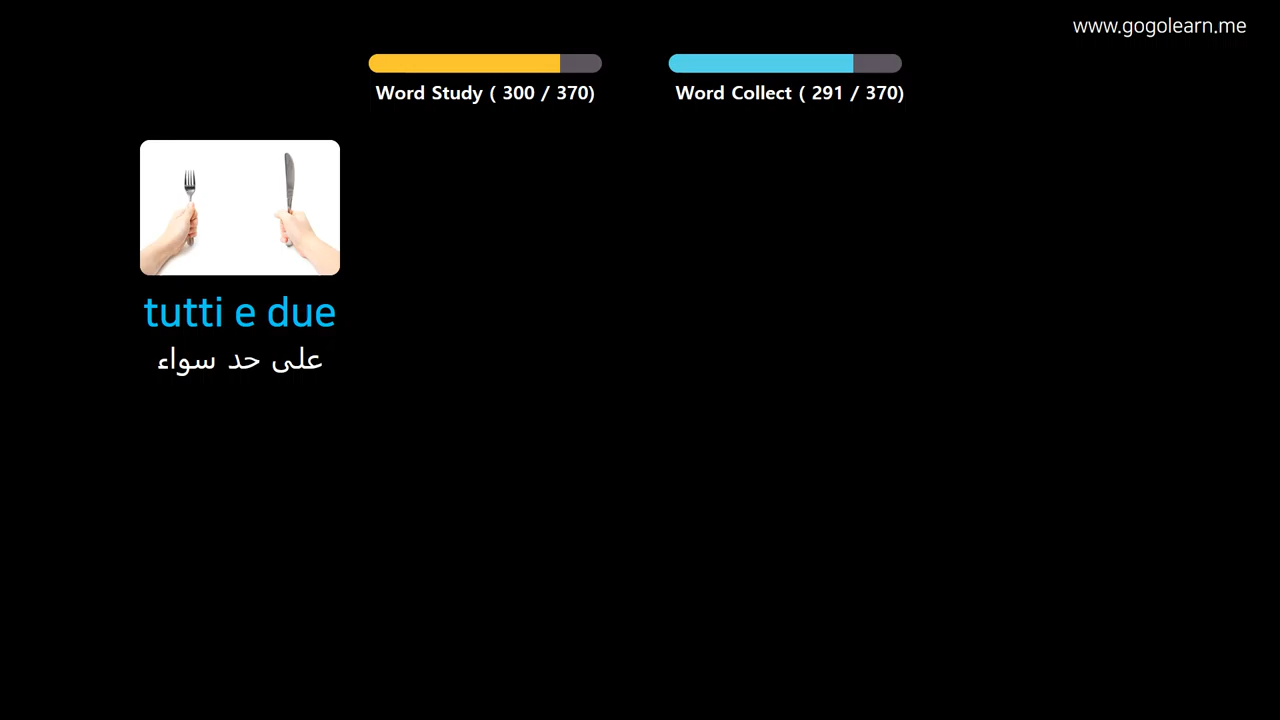 www.gogolearn.me
Word Study ( 300 / 370)
Word Collect ( 291 / 370)
tutti e due
على حد سواء